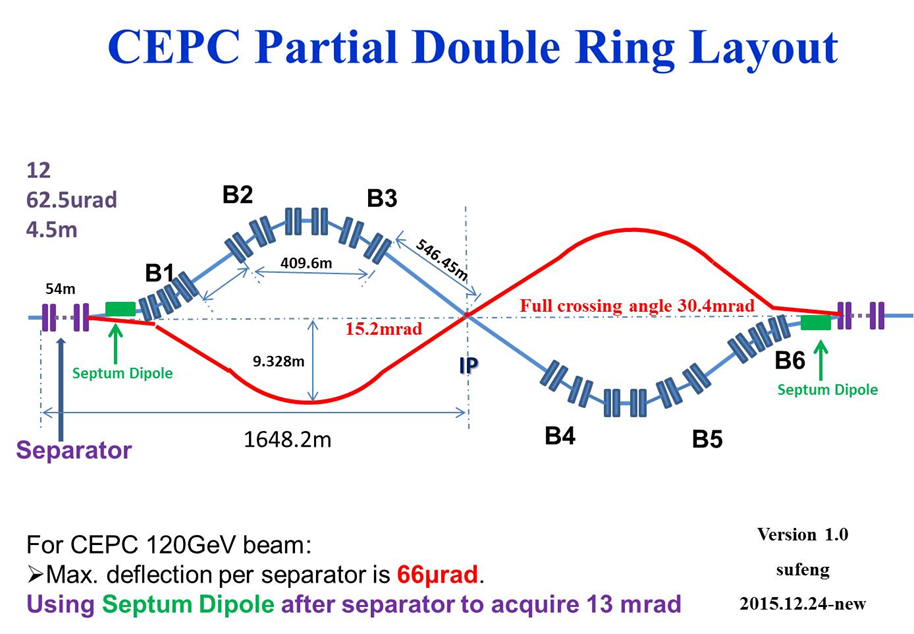 CEPC Partial Double Ring Layout
12
62.5urad
4.5m
B2
B3
B1
54m
409.6m
546.45m
Full crossing angle 30.4mrad
15.2mrad
9.328m
IP
Septum Dipole
B6
Septum Dipole
1648.2m
Separator
B4
B5
For CEPC 120GeV beam:
➢Max. deflection per separator is 66μrad.
Using Septum Dipole after separator to acquire 13 mrad
Version 1.0
sufeng
2015.12.24-new